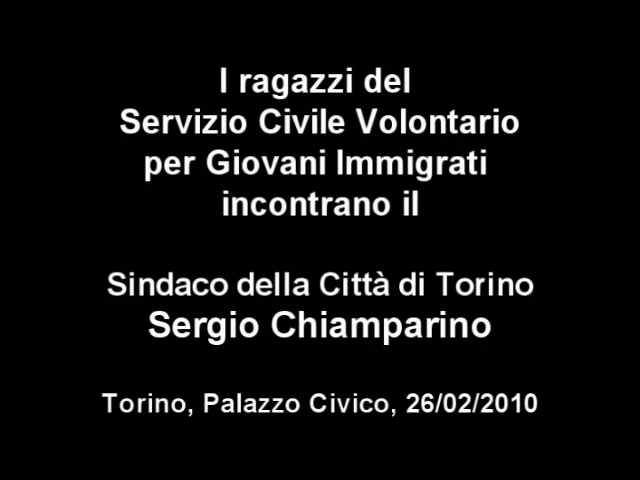 I ragazzi del
Servizio Civile Volontario
per Giovani Immigrati
incontrano il
Sindaco della Città di Torino
Sergio Chiamparino
Torino, Palazzo Civico, 26/02/2010